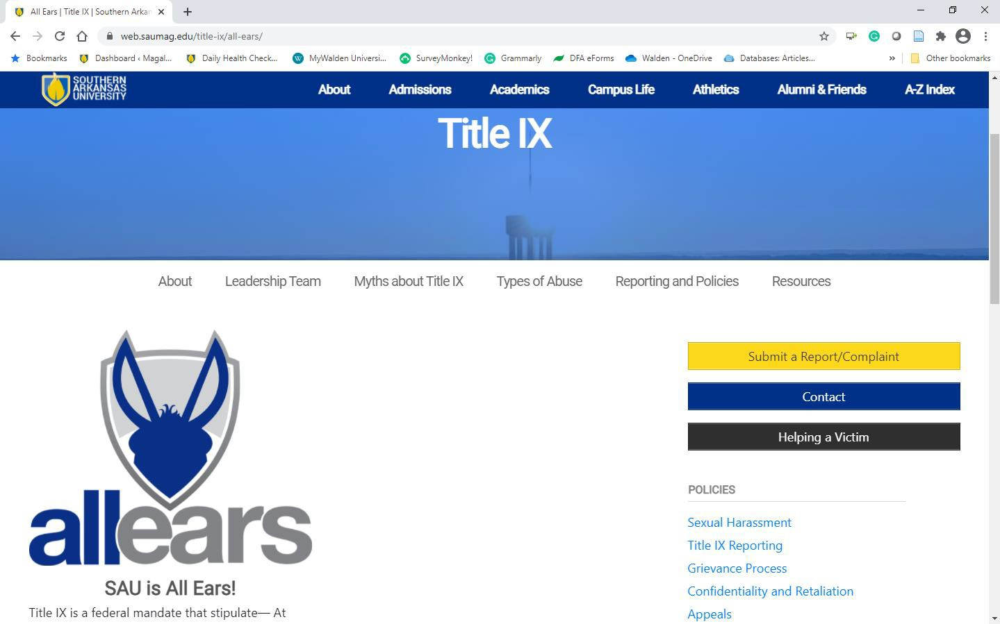 All Ears | Title IX | Southern Arkan
web.saumag.edu/title-ix/all-ears/
Bookmarks Dashboard ‹ Magal... Daily Health Check... MyWalden Universi... SurveyMonkey! Grammarly DFA eForms Walden - OneDrive Databases: Articles... » Other bookmarks
SOUTHERN
ARKANSAS
UNIVERSITY
About Admissions Academics Campus Life Athletics Alumni & Friends A-Z Index
Title IX
About Leadership Team Myths about Title IX Types of Abuse Reporting and Policies Resources
allears
SAU is All Ears!
Title IX is a federal mandate that stipulate— At
Submit a Report/Complaint
Contact
Helping a Victim
POLICIES
Sexual Harassment
Title IX Reporting
Grievance Process
Confidentiality and Retaliation
Appeals